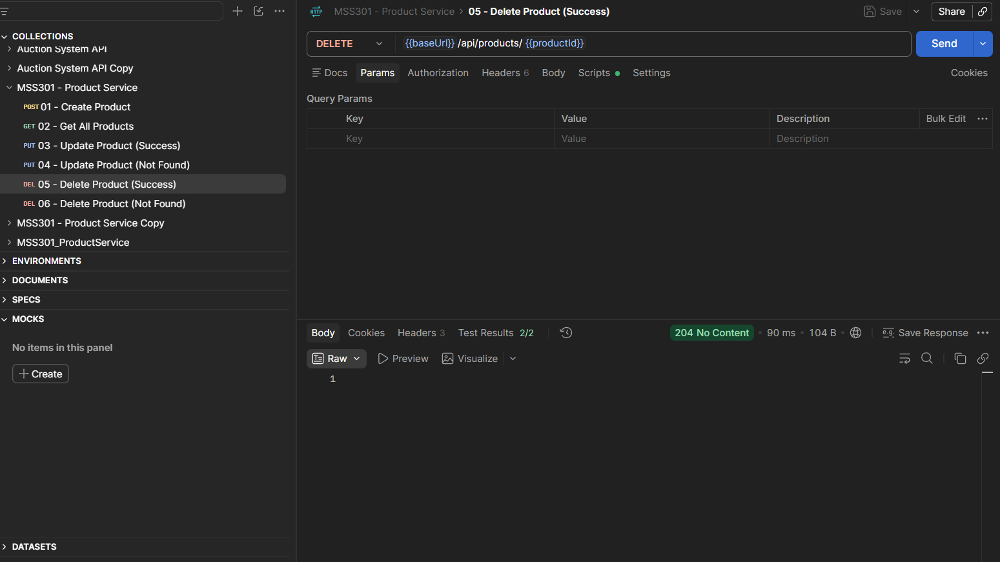 COLLECTIONS
Auction System API
Auction System API Copy
MSS301 - Product Service
POST 01 - Create Product
GET 02 - Get All Products
PUT 03 - Update Product (Success)
PUT 04 - Update Product (Not Found)
DEL 05 - Delete Product (Success)
DEL 06 - Delete Product (Not Found)
MSS301 - Product Service Copy
MSS301_ProductService
ENVIRONMENTS
DOCUMENTS
SPECS
MOCKS
No items in this panel
Create
DATASETS
HTTP MSS301 - Product Service > 05 - Delete Product (Success) Save Share
DELETE {{baseUrl}} /api/products/ {{productId}} Send
Docs Params Authorization Headers 6 Body Scripts Settings Cookies
Query Params
Key Value Description Bulk Edit
Key Value Description
Body Cookies Headers 3 Test Results 2/2 204 No Content 90 ms 104 B e.g. Save Response
Raw Preview Visualize
1